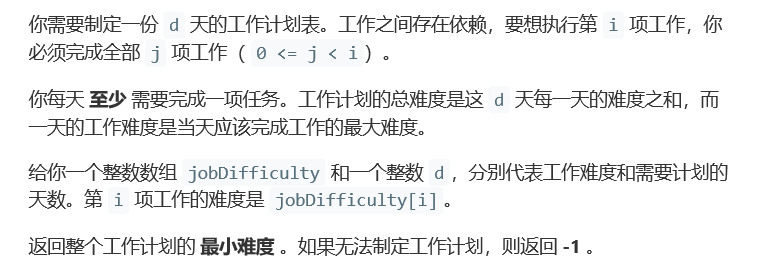 你需要制定一份 d 天的工作计划表。工作之间存在依赖，要想执行第 i 项工作，你
必须完成全部 j 项工作（ 0 <= j < i）。
你每天 至少 需要完成一项任务。工作计划的总难度是这 d 天每一天的难度之和，而
一天的工作难度是当天应该完成工作的最大难度。
给你一个整数数组 jobDifficulty 和一个整数 d，分别代表工作难度和需要计划的
天数。第 i 项工作的难度是 jobDifficulty[i]。
返回整个工作计划的 最小难度 。如果无法制定工作计划，则返回 -1 。